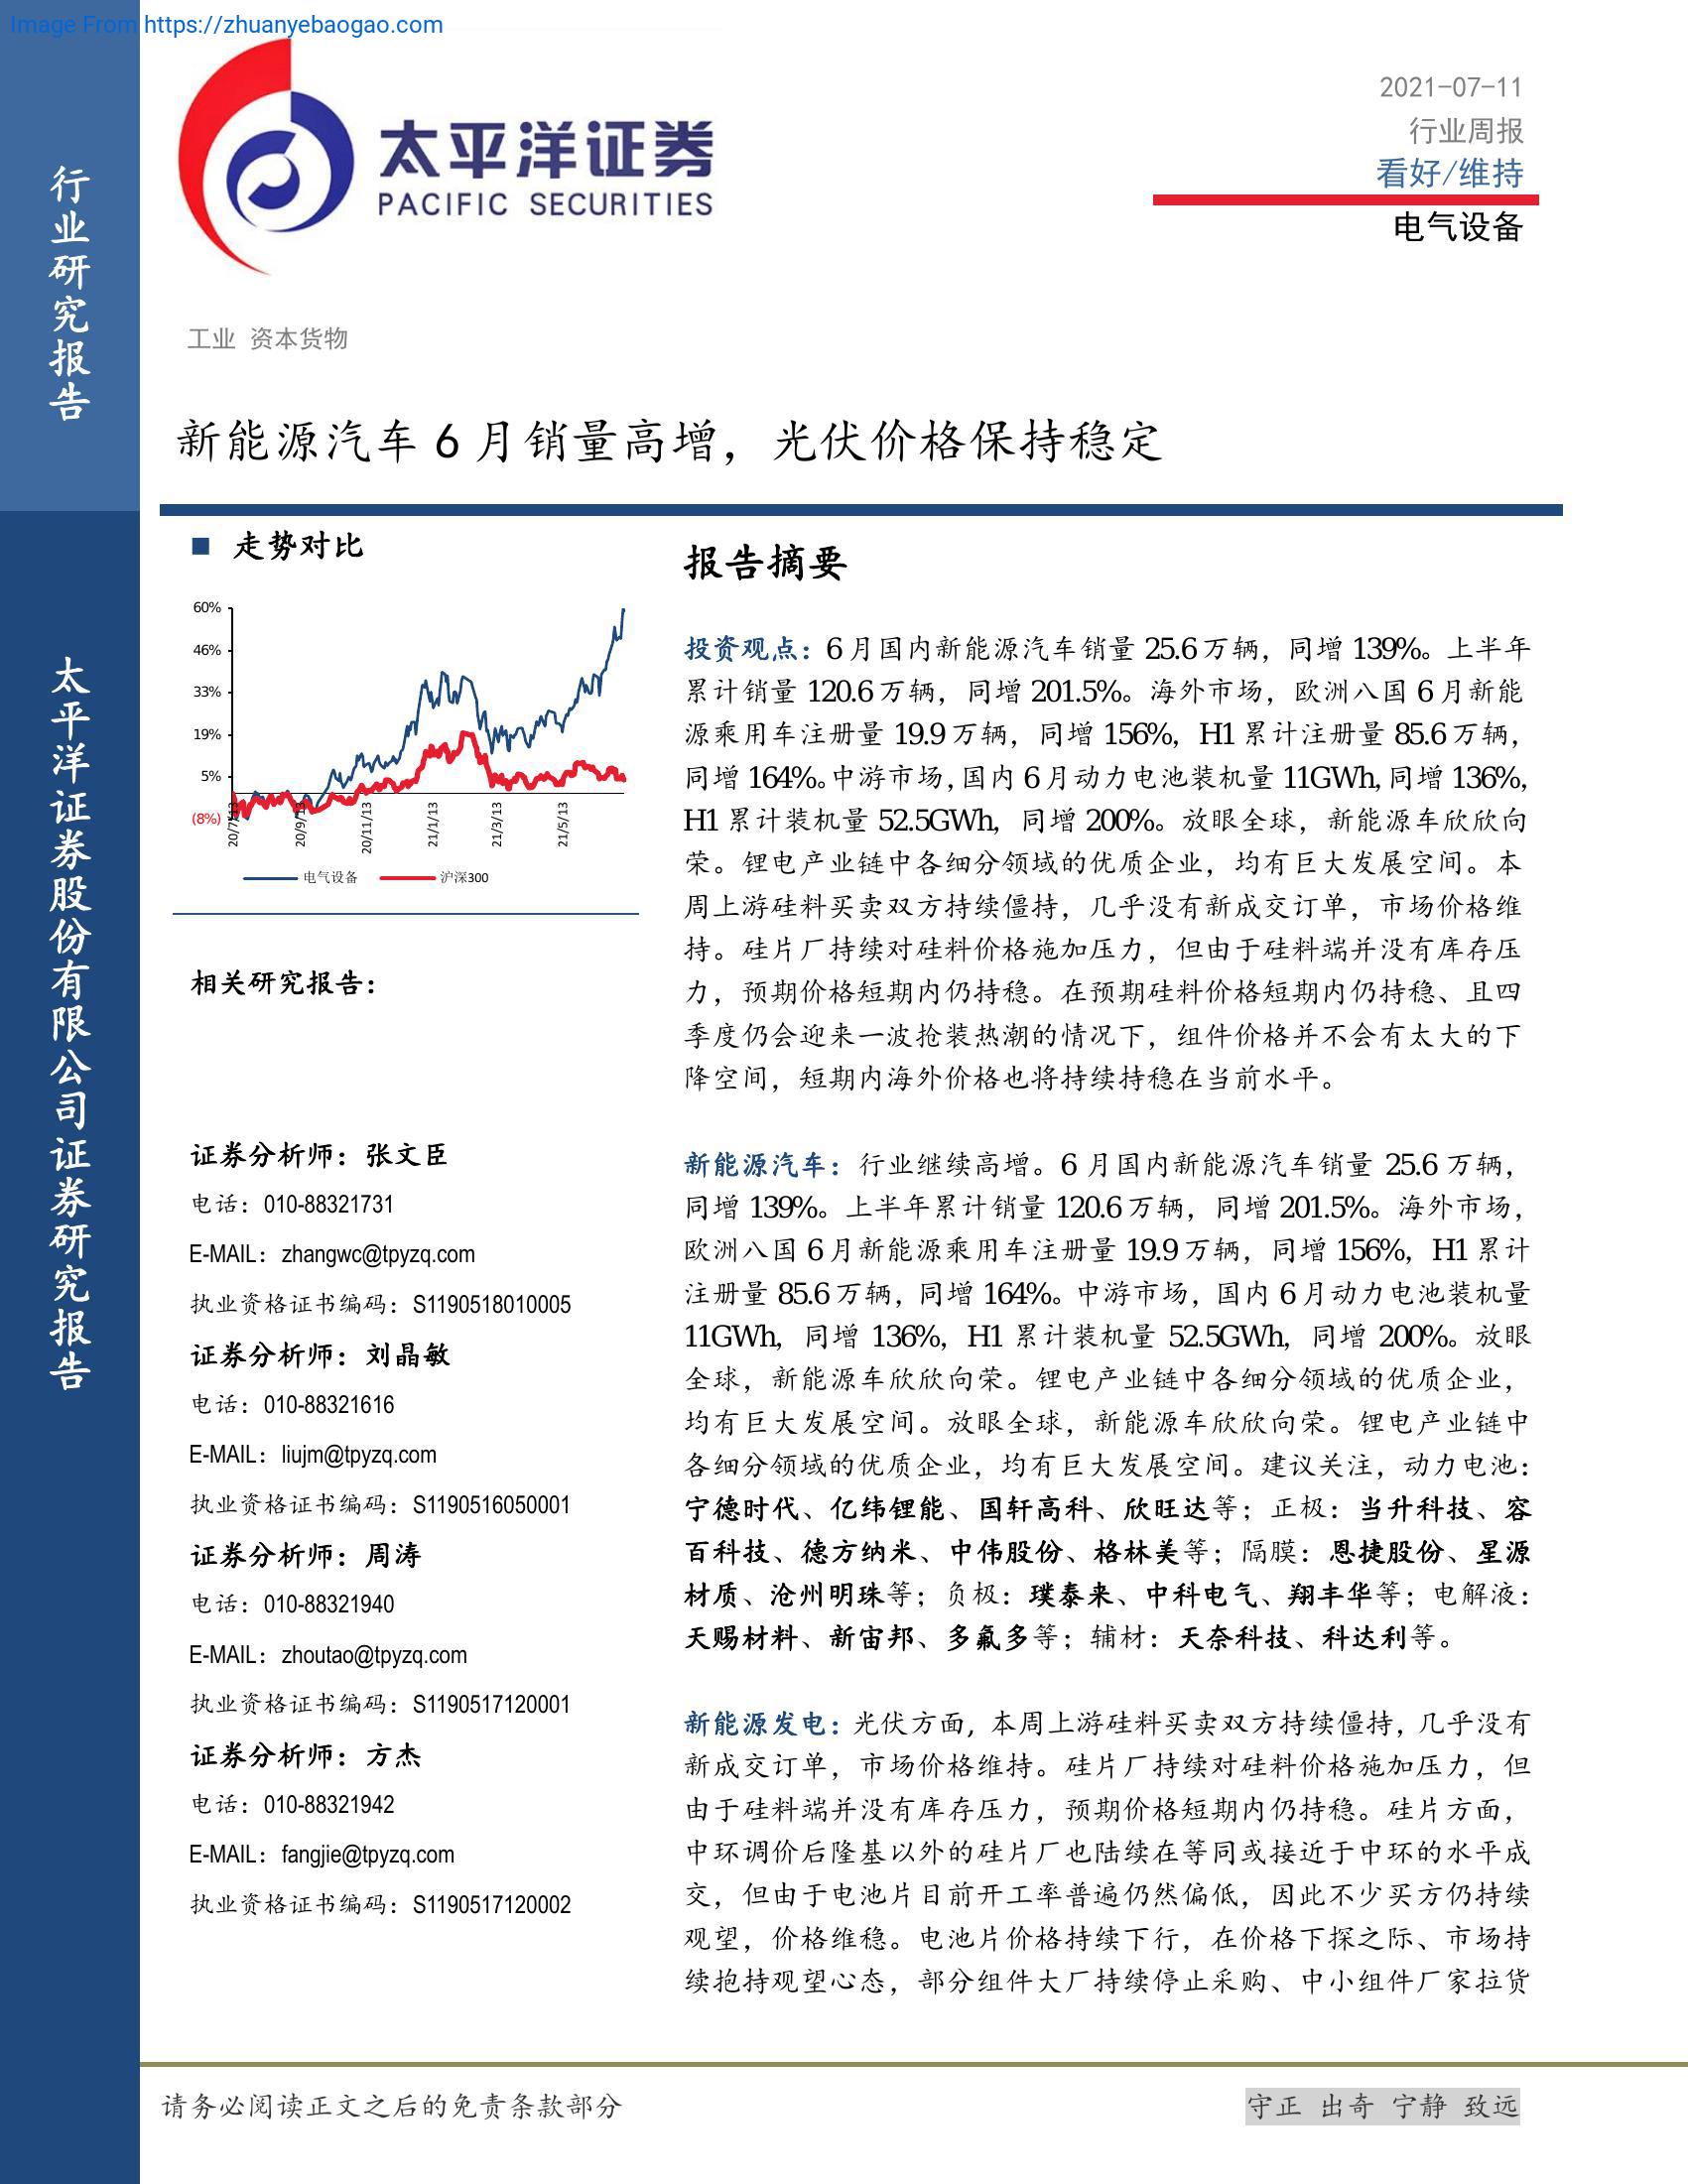 Image From https://zhuanyebaogao.com
行业研究报告
太平洋证券股份有限公司证券研究报告
太平洋证券
PACIFIC SECURITIES
2021-07-11
行业周报
看好/维持
电气设备
工业 资本货物
新能源汽车 6 月销量高增，光伏价格保持稳定
■ 走势对比
60%
46%
33%
19%
5%
(8%)
20/7/13
20/9/13
20/11/13
21/1/13
21/3/13
21/5/13
电气设备 沪深300
相关研究报告：
证券分析师：张文臣
电话：010-88321731
E-MAIL：zhangwc@tpyzq.com
执业资格证书编码：S1190518010005
证券分析师：刘晶敏
电话：010-88321616
E-MAIL：liujm@tpyzq.com
执业资格证书编码：S1190516050001
证券分析师：周涛
电话：010-88321940
E-MAIL：zhoutao@tpyzq.com
执业资格证书编码：S1190517120001
证券分析师：方杰
电话：010-88321942
E-MAIL：fangjie@tpyzq.com
执业资格证书编码：S1190517120002
报告摘要
投资观点：6 月国内新能源汽车销量 25.6 万辆，同增 139%。上半年
累计销量 120.6 万辆，同增 201.5%。海外市场，欧洲八国 6 月新能
源乘用车注册量 19.9 万辆，同增 156%，H1 累计注册量 85.6 万辆，
同增 164%。中游市场，国内 6 月动力电池装机量 11GWh，同增 136%，
H1 累计装机量 52.5GWh，同增 200%。放眼全球，新能源车欣欣向
荣。锂电产业链中各细分领域的优质企业，均有巨大发展空间。本
周上游硅料买卖双方持续僵持，几乎没有新成交订单，市场价格维
持。硅片厂持续对硅料价格施加压力，但由于硅料端并没有库存压
力，预期价格短期内仍持稳。在预期硅料价格短期内仍持稳、且四
季度仍会迎来一波抢装热潮的情况下，组件价格并不会有太大的下
降空间，短期内海外价格也将持续持稳在当前水平。
新能源汽车：行业继续高增。6 月国内新能源汽车销量 25.6 万辆，
同增 139%。上半年累计销量 120.6 万辆，同增 201.5%。海外市场，
欧洲八国 6 月新能源乘用车注册量 19.9 万辆，同增 156%，H1 累计
注册量 85.6 万辆，同增 164%。中游市场，国内 6 月动力电池装机量
11GWh，同增 136%，H1 累计装机量 52.5GWh，同增 200%。放眼
全球，新能源车欣欣向荣。锂电产业链中各细分领域的优质企业，
均有巨大发展空间。放眼全球，新能源车欣欣向荣。锂电产业链中
各细分领域的优质企业，均有巨大发展空间。建议关注，动力电池：
宁德时代、亿纬锂能、国轩高科、欣旺达等；正极：当升科技、容
百科技、德方纳米、中伟股份、格林美等；隔膜：恩捷股份、星源
材质、沧州明珠等；负极：璞泰来、中科电气、翔丰华等；电解液：
天赐材料、新宙邦、多氟多等；辅材：天奈科技、科达利等。
新能源发电：光伏方面，本周上游硅料买卖双方持续僵持，几乎没有
新成交订单，市场价格维持。硅片厂持续对硅料价格施加压力，但
由于硅料端并没有库存压力，预期价格短期内仍持稳。硅片方面，
中环调价后隆基以外的硅片厂也陆续在等同或接近于中环的水平成
交，但由于电池片目前开工率普遍仍然偏低，因此不少买方仍持续
观望，价格维稳。电池片价格持续下行，在价格下探之际、市场持
续抱持观望心态，部分组件大厂持续停止采购、中小组件厂家拉货
请务必阅读正文之后的免责条款部分
守正 出奇 宁静 致远